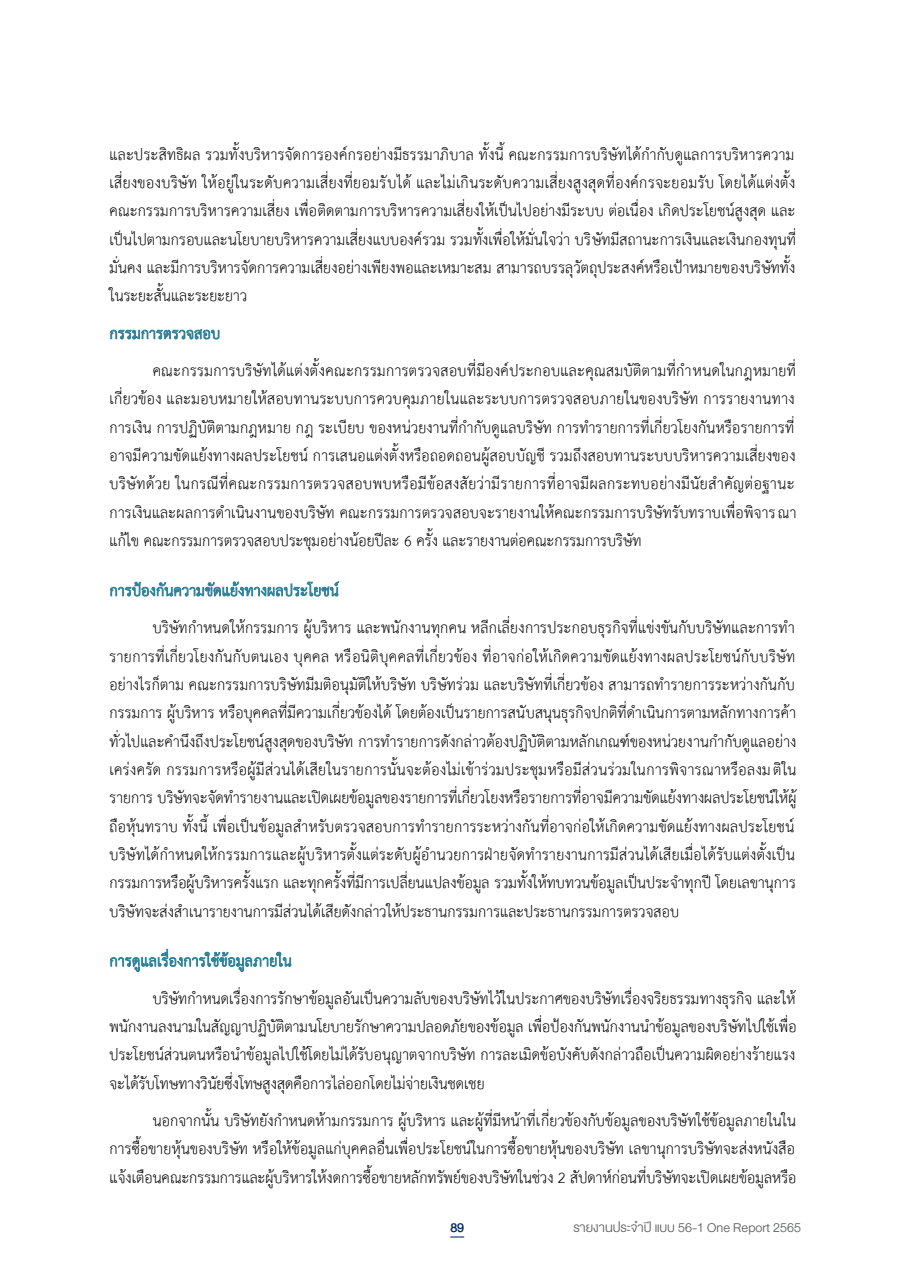 และประสิทธิผล รวมทั้งบริหารจัดการองค์กรอย่างมีธรรมาภิบาล ทั้งนี้ คณะกรรมการบริษัทได้กำกับดูแลการบริหารความ
เสี่ยงของบริษัท ให้อยู่ในระดับความเสี่ยงที่ยอมรับได้ และไม่เกินระดับความเสี่ยงสูงสุดที่องค์กรจะยอมรับ โดยได้แต่งตั้ง
คณะกรรมการบริหารความเสี่ยง เพื่อติดตามการบริหารความเสี่ยงให้เป็นไปอย่างมีระบบ ต่อเนื่อง เกิดประโยชน์สูงสุด และ
เป็นไปตามกรอบและนโยบายบริหารความเสี่ยงแบบองค์รวม รวมทั้งเพื่อให้มั่นใจว่า บริษัทมีสถานะการเงินและเงินกองทุนที่
มั่นคง และมีการบริหารจัดการความเสี่ยงอย่างเพียงพอและเหมาะสม สามารถบรรลุวัตถุประสงค์หรือเป้าหมายของบริษัททั้ง
ในระยะสั้นและระยะยาว
กรรมการตรวจสอบ
คณะกรรมการบริษัทได้แต่งตั้งคณะกรรมการตรวจสอบที่มีองค์ประกอบและคุณสมบัติตามที่กำหนดในกฎหมายที่
เกี่ยวข้อง และมอบหมายให้สอบทานระบบการควบคุมภายในและระบบการตรวจสอบภายในของบริษัท การรายงานทาง
การเงิน การปฏิบัติตามกฎหมาย กฎ ระเบียบ ของหน่วยงานที่กำกับดูแลบริษัท การทำรายการที่เกี่ยวโยงกันหรือรายการที่
อาจมีความขัดแย้งทางผลประโยชน์ การเสนอแต่งตั้งหรือถอดถอนผู้สอบบัญชี รวมถึงสอบทานระบบบริหารความเสี่ยงของ
บริษัทด้วย ในกรณีที่คณะกรรมการตรวจสอบพบหรือมีข้อสงสัยว่ามีรายการที่อาจมีผลกระทบอย่างมีนัยสำคัญต่อฐานะ
การเงินและผลการดำเนินงานของบริษัท คณะกรรมการตรวจสอบจะรายงานให้คณะกรรมการบริษัทรับทราบเพื่อพิจารณา
แก้ไข คณะกรรมการตรวจสอบประชุมอย่างน้อยปีละ 6 ครั้ง และรายงานต่อคณะกรรมการบริษัท
การป้องกันความขัดแย้งทางผลประโยชน์
บริษัทกำหนดให้กรรมการ ผู้บริหาร และพนักงานทุกคน หลีกเลี่ยงการประกอบธุรกิจที่แข่งขันกับบริษัทและการทำ
รายการที่เกี่ยวโยงกันกับตนเอง บุคคล หรือนิติบุคคลที่เกี่ยวข้อง ที่อาจก่อให้เกิดความขัดแย้งทางผลประโยชน์กับบริษัท
อย่างไรก็ตาม คณะกรรมการบริษัทมีมติอนุมัติให้บริษัท บริษัทร่วม และบริษัทที่เกี่ยวข้อง สามารถทำรายการระหว่างกันกับ
กรรมการ ผู้บริหาร หรือบุคคลที่มีความเกี่ยวข้องได้ โดยต้องเป็นรายการสนับสนุนธุรกิจปกติที่ดำเนินการตามหลักทางการค้า
ทั่วไปและคำนึงถึงประโยชน์สูงสุดของบริษัท การทำรายการดังกล่าวต้องปฏิบัติตามหลักเกณฑ์ของหน่วยงานกำกับดูแลอย่าง
เคร่งครัด กรรมการหรือผู้มีส่วนได้เสียในรายการนั้นจะต้องไม่เข้าร่วมประชุมหรือมีส่วนร่วมในการพิจารณาหรือลงมติใน
รายการ บริษัทจะจัดทำรายงานและเปิดเผยข้อมูลของรายการที่เกี่ยวโยงหรือรายการที่อาจมีความขัดแย้งทางผลประโยชน์ให้ผู้
ถือหุ้นทราบ ทั้งนี้ เพื่อเป็นข้อมูลสำหรับตรวจสอบการทำรายการระหว่างกันที่อาจก่อให้เกิดความขัดแย้งทางผลประโยชน์
บริษัทได้กำหนดให้กรรมการและผู้บริหารตั้งแต่ระดับผู้อำนวยการฝ่ายจัดทำรายงานการมีส่วนได้เสียเมื่อได้รับแต่งตั้งเป็น
กรรมการหรือผู้บริหารครั้งแรก และทุกครั้งที่มีการเปลี่ยนแปลงข้อมูล รวมทั้งให้ทบทวนข้อมูลเป็นประจำทุกปี โดยเลขานุการ
บริษัทจะส่งสำเนารายงานการมีส่วนได้เสียดังกล่าวให้ประธานกรรมการและประธานกรรมการตรวจสอบ
การดูแลเรื่องการใช้ข้อมูลภายใน
บริษัทกำหนดเรื่องการรักษาข้อมูลอันเป็นความลับของบริษัทไว้ในประกาศของบริษัทเรื่องจริยธรรมทางธุรกิจ และให้
พนักงานลงนามในสัญญาปฏิบัติตามนโยบายรักษาความปลอดภัยของข้อมูล เพื่อป้องกันพนักงานนำข้อมูลของบริษัทไปใช้เพื่อ
ประโยชน์ส่วนตนหรือนำข้อมูลไปใช้โดยไม่ได้รับอนุญาตจากบริษัท การละเมิดข้อบังคับดังกล่าวถือเป็นความผิดอย่างร้ายแรง
จะได้รับโทษทางวินัยซึ่งโทษสูงสุดคือการไล่ออกโดยไม่จ่ายเงินชดเชย
นอกจากนั้น บริษัทยังกำหนดห้ามกรรมการ ผู้บริหาร และผู้ที่มีหน้าที่เกี่ยวข้องกับข้อมูลของบริษัทใช้ข้อมูลภายในใน
การซื้อขายหุ้นของบริษัท หรือให้ข้อมูลแก่บุคคลอื่นเพื่อประโยชน์ในการซื้อขายหุ้นของบริษัท เลขานุการบริษัทจะส่งหนังสือ
แจ้งเตือนคณะกรรมการและผู้บริหารให้งดการซื้อขายหลักทรัพย์ของบริษัทในช่วง 2 สัปดาห์ก่อนที่บริษัทจะเปิดเผยข้อมูลหรือ
89
รายงานประจำปี แบบ 56-1 One Report 2565